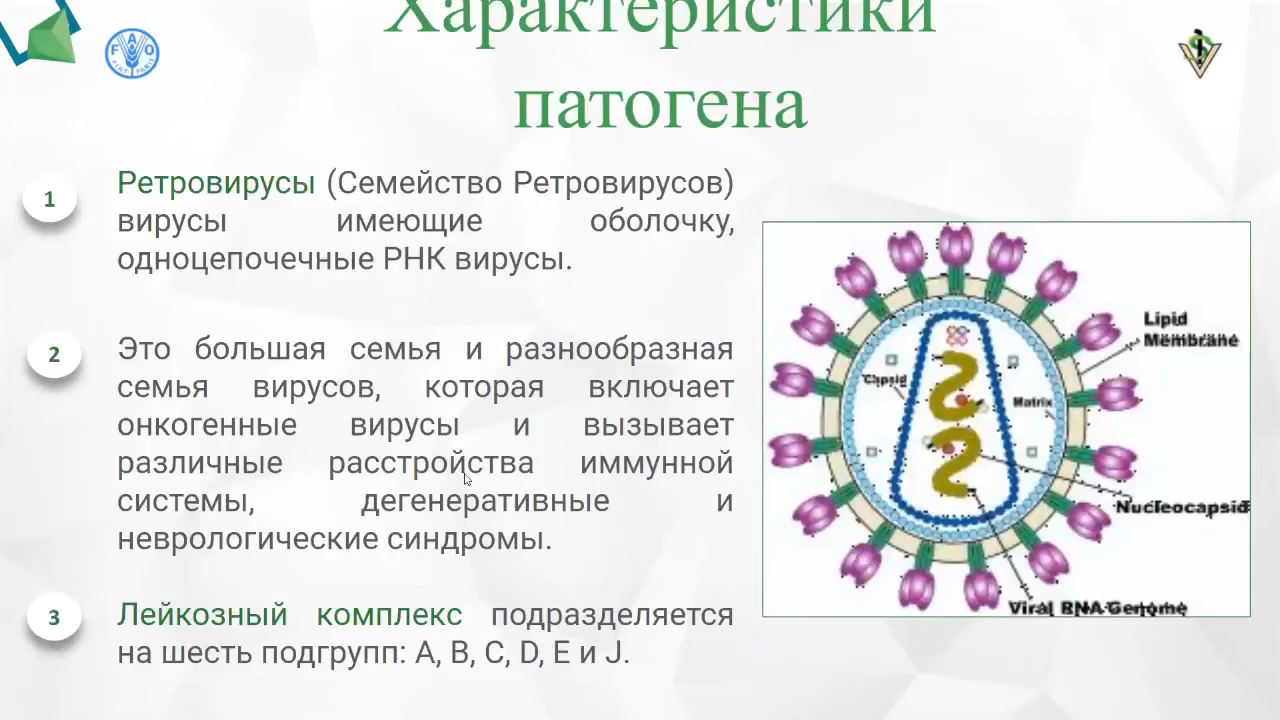 Характеристики
патогена
F A O
FIAT PANIS
1
Ретровирусы (Семейство Ретровирусов)
вирусы имеющие оболочку,
одноцепочечные РНК вирусы.
2
Это большая семья и разнообразная
семья вирусов, которая включает
онкогенные вирусы и вызывает
различные расстройства иммунной
системы, дегенеративные и
неврологические синдромы.
3
Лейкозный комплекс подразделяется
на шесть подгрупп: A, B, C, D, E и J.
Lipid
Membrane
Capsid
Matrix
Nucleocapsid
Viral RNA Genome